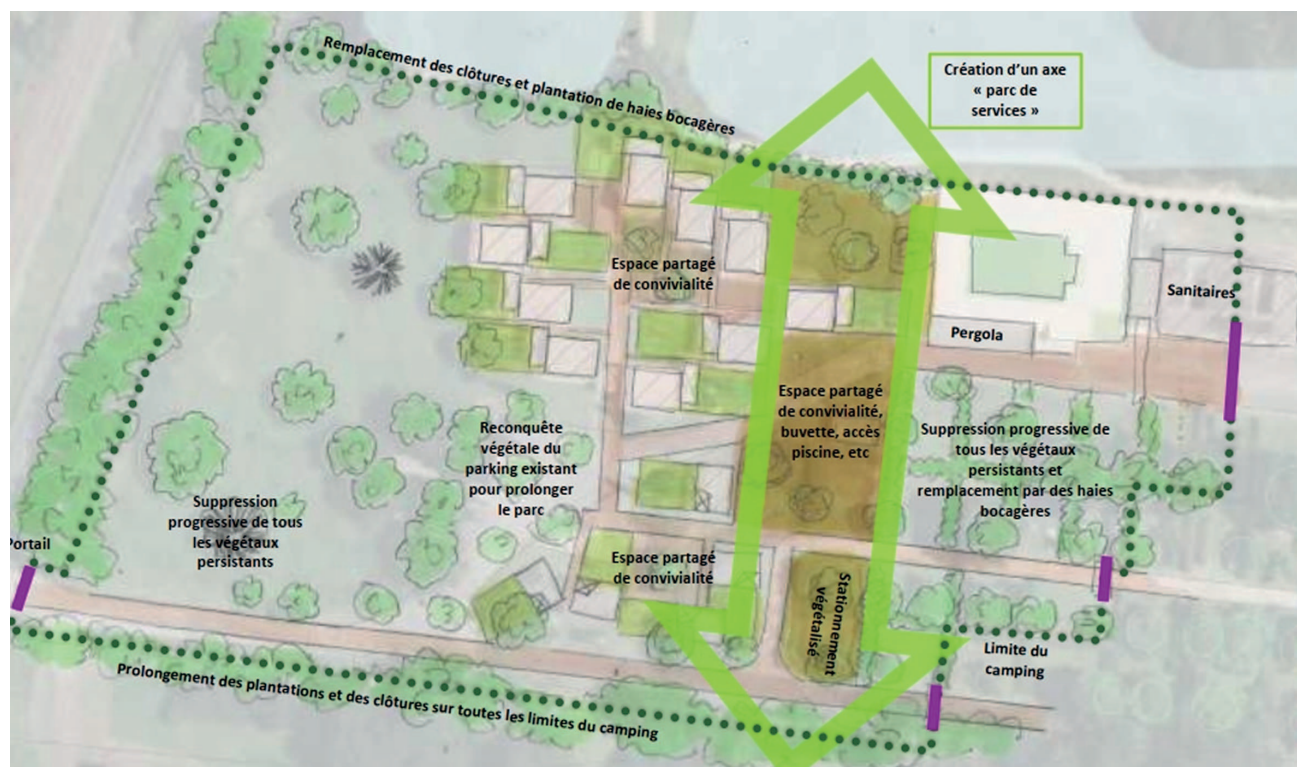 Remplacement des clôtures et plantation de haies bocagères
Création d'un axe
« parc de
services »
Espace partagé
de convivialité
Sanitaires
Pergola
Espace partagé
de convivialité,
buvette, accès
piscine, etc
Suppression progressive de
tous les végétaux
persistants et
remplacement par des haies
bocagères
Reconquête
végétale du
parking existant
pour prolonger
le parc
Suppression
progressive de tous
les végétaux
persistants
Portail
Espace partagé
de convivialité
Stationnement
végétalisé
Limite du
camping
Prolongement des plantations et des clôtures sur toutes les limites du camping